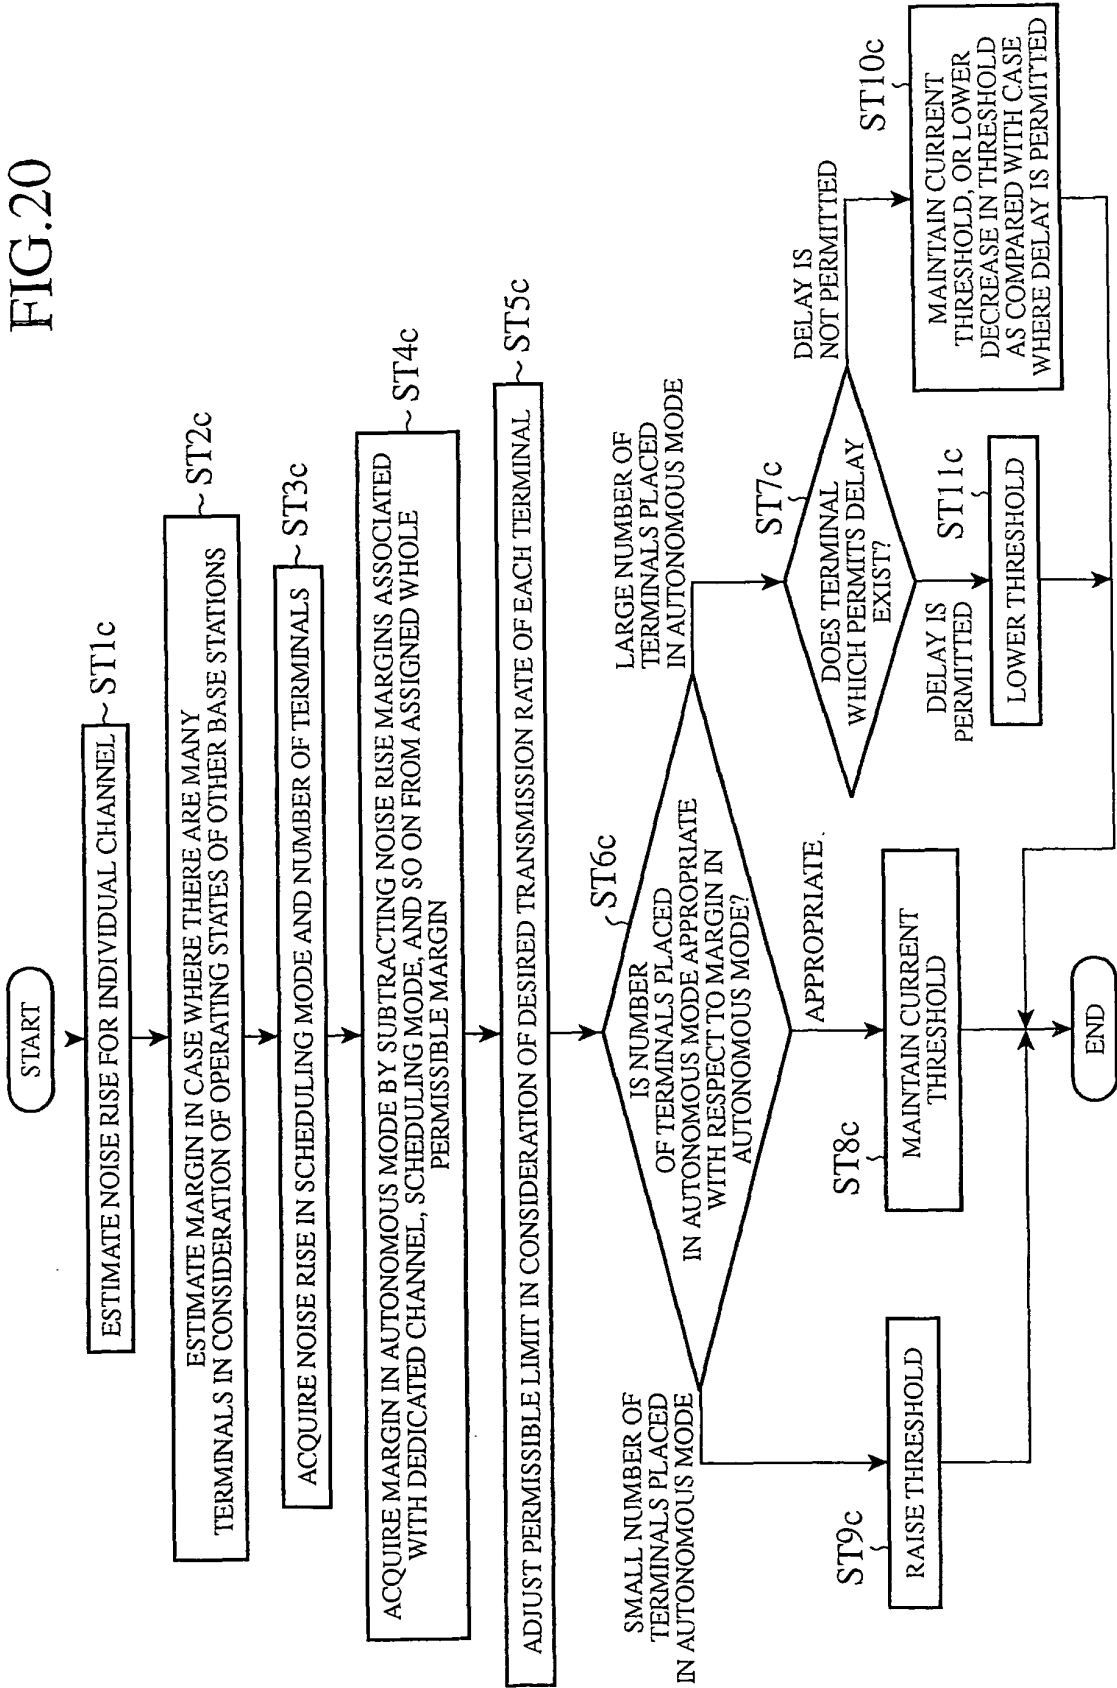 FIG.20
START
ESTIMATE NOISE RISE FOR INDIVIDUAL CHANNEL
ST1c
ESTIMATE MARGIN IN CASE WHERE THERE ARE MANY
TERMINALS IN CONSIDERATION OF OPERATING STATES OF OTHER BASE STATIONS
ST2c
ACQUIRE NOISE RISE IN SCHEDULING MODE AND NUMBER OF TERMINALS
ST3c
ACQUIRE MARGIN IN AUTONOMOUS MODE BY SUBTRACTING NOISE RISE MARGINS ASSOCIATED
WITH DEDICATED CHANNEL, SCHEDULING MODE, AND SO ON FROM ASSIGNED WHOLE
PERMISSIBLE MARGIN
ST4c
ADJUST PERMISSIBLE LIMIT IN CONSIDERATION OF DESIRED TRANSMISSION RATE OF EACH TERMINAL
ST5c
IS NUMBER
OF TERMINALS PLACED
IN AUTONOMOUS MODE APPROPRIATE
WITH RESPECT TO MARGIN IN
AUTONOMOUS MODE?
ST6c
SMALL NUMBER OF
TERMINALS PLACED
IN AUTONOMOUS MODE
LARGE NUMBER OF
TERMINALS PLACED
IN AUTONOMOUS MODE
APPROPRIATE
ST7c
DOES TERMINAL
WHICH PERMITS DELAY
EXIST?
DELAY IS
NOT PERMITTED
DELAY IS
PERMITTED
ST9c
RAISE THRESHOLD
ST8c
MAINTAIN CURRENT
THRESHOLD
ST11c
LOWER THRESHOLD
ST10c
MAINTAIN CURRENT
THRESHOLD, OR LOWER
DECREASE IN THRESHOLD
AS COMPARED WITH CASE
WHERE DELAY IS PERMITTED
END